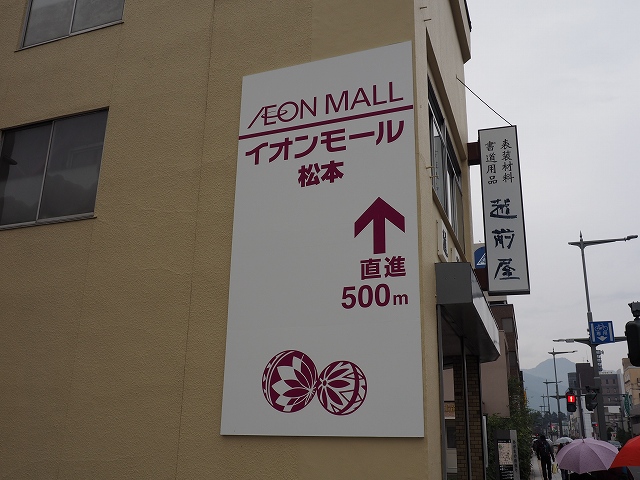 ÆON MALL
イオンモール
松本
直進
500m
表装材料
書道用品
越前屋